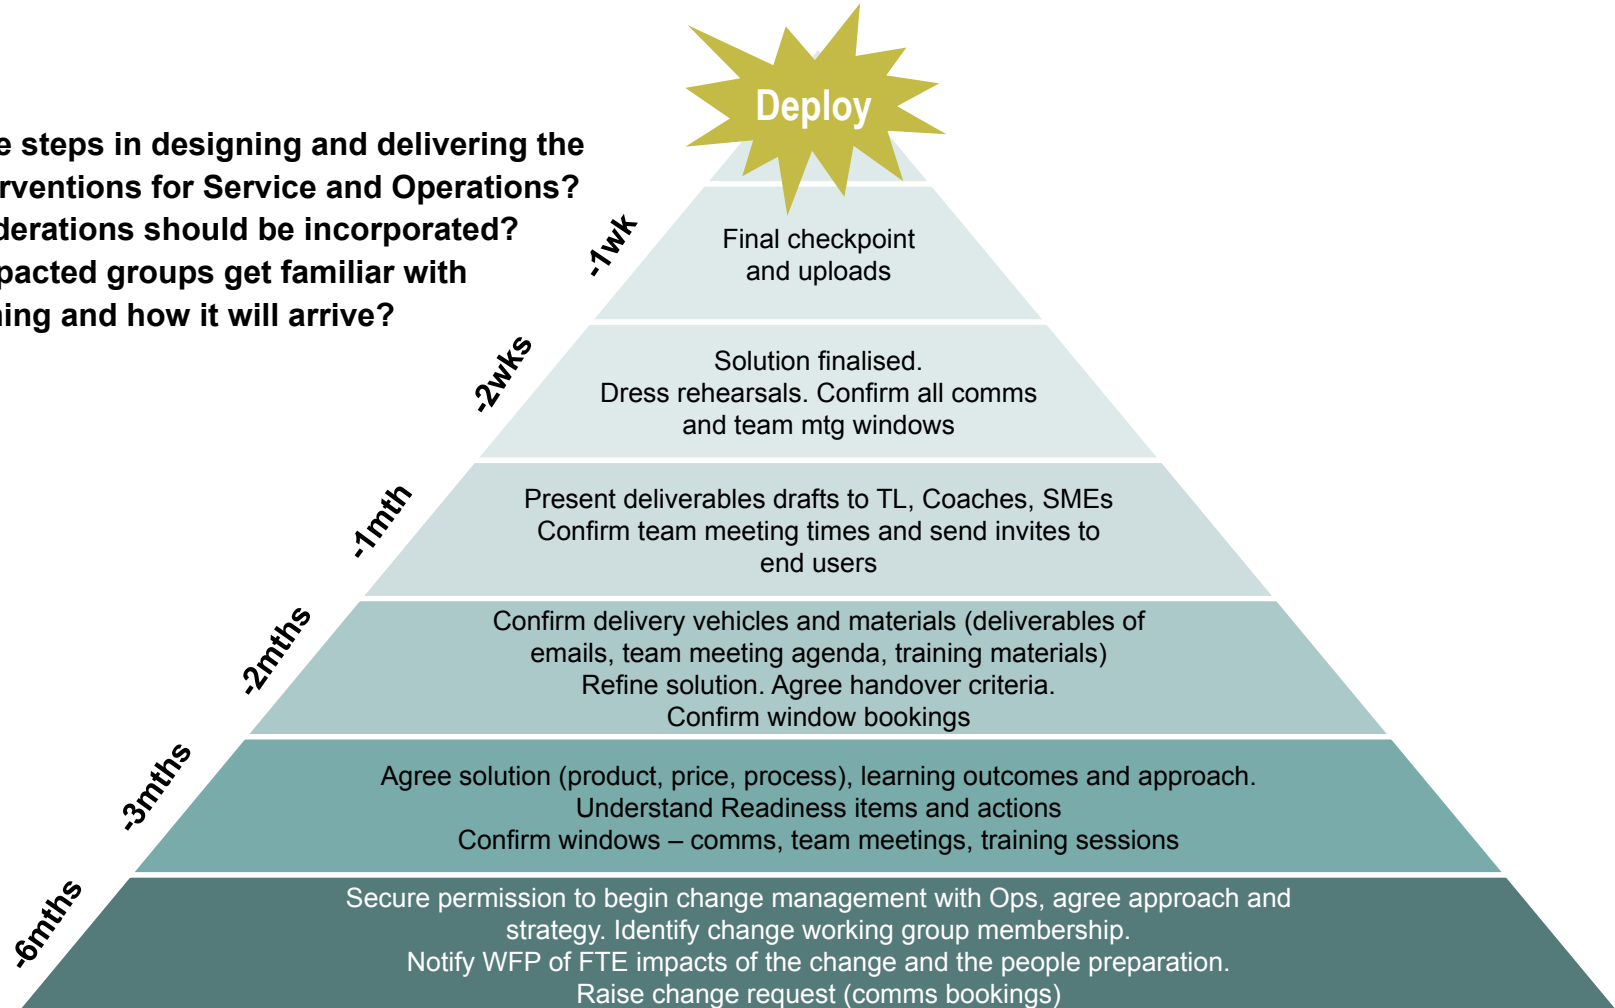 Deploy
steps in designing and delivering the
for Service and Operations?
should be incorporated?
groups get familiar with
and how it will arrive?
-1wk
Final checkpoint
and uploads
-2wks
Solution finalised.
Dress rehearsals. Confirm all comms
and team mtg windows
-1mth
Present deliverables drafts to TL, Coaches, SMEs
Confirm team meeting times and send invites to
end users
-2mths
Confirm delivery vehicles and materials (deliverables of
emails, team meeting agenda, training materials)
Refine solution. Agree handover criteria.
Confirm window bookings
-3mths
Agree solution (product, price, process), learning outcomes and approach.
Understand Readiness items and actions
Confirm windows – comms, team meetings, training sessions
-6mths
Secure permission to begin change management with Ops, agree approach and
strategy. Identify change working group membership.
Notify WFP of FTE impacts of the change and the people preparation.
Raise change request (comms bookings)